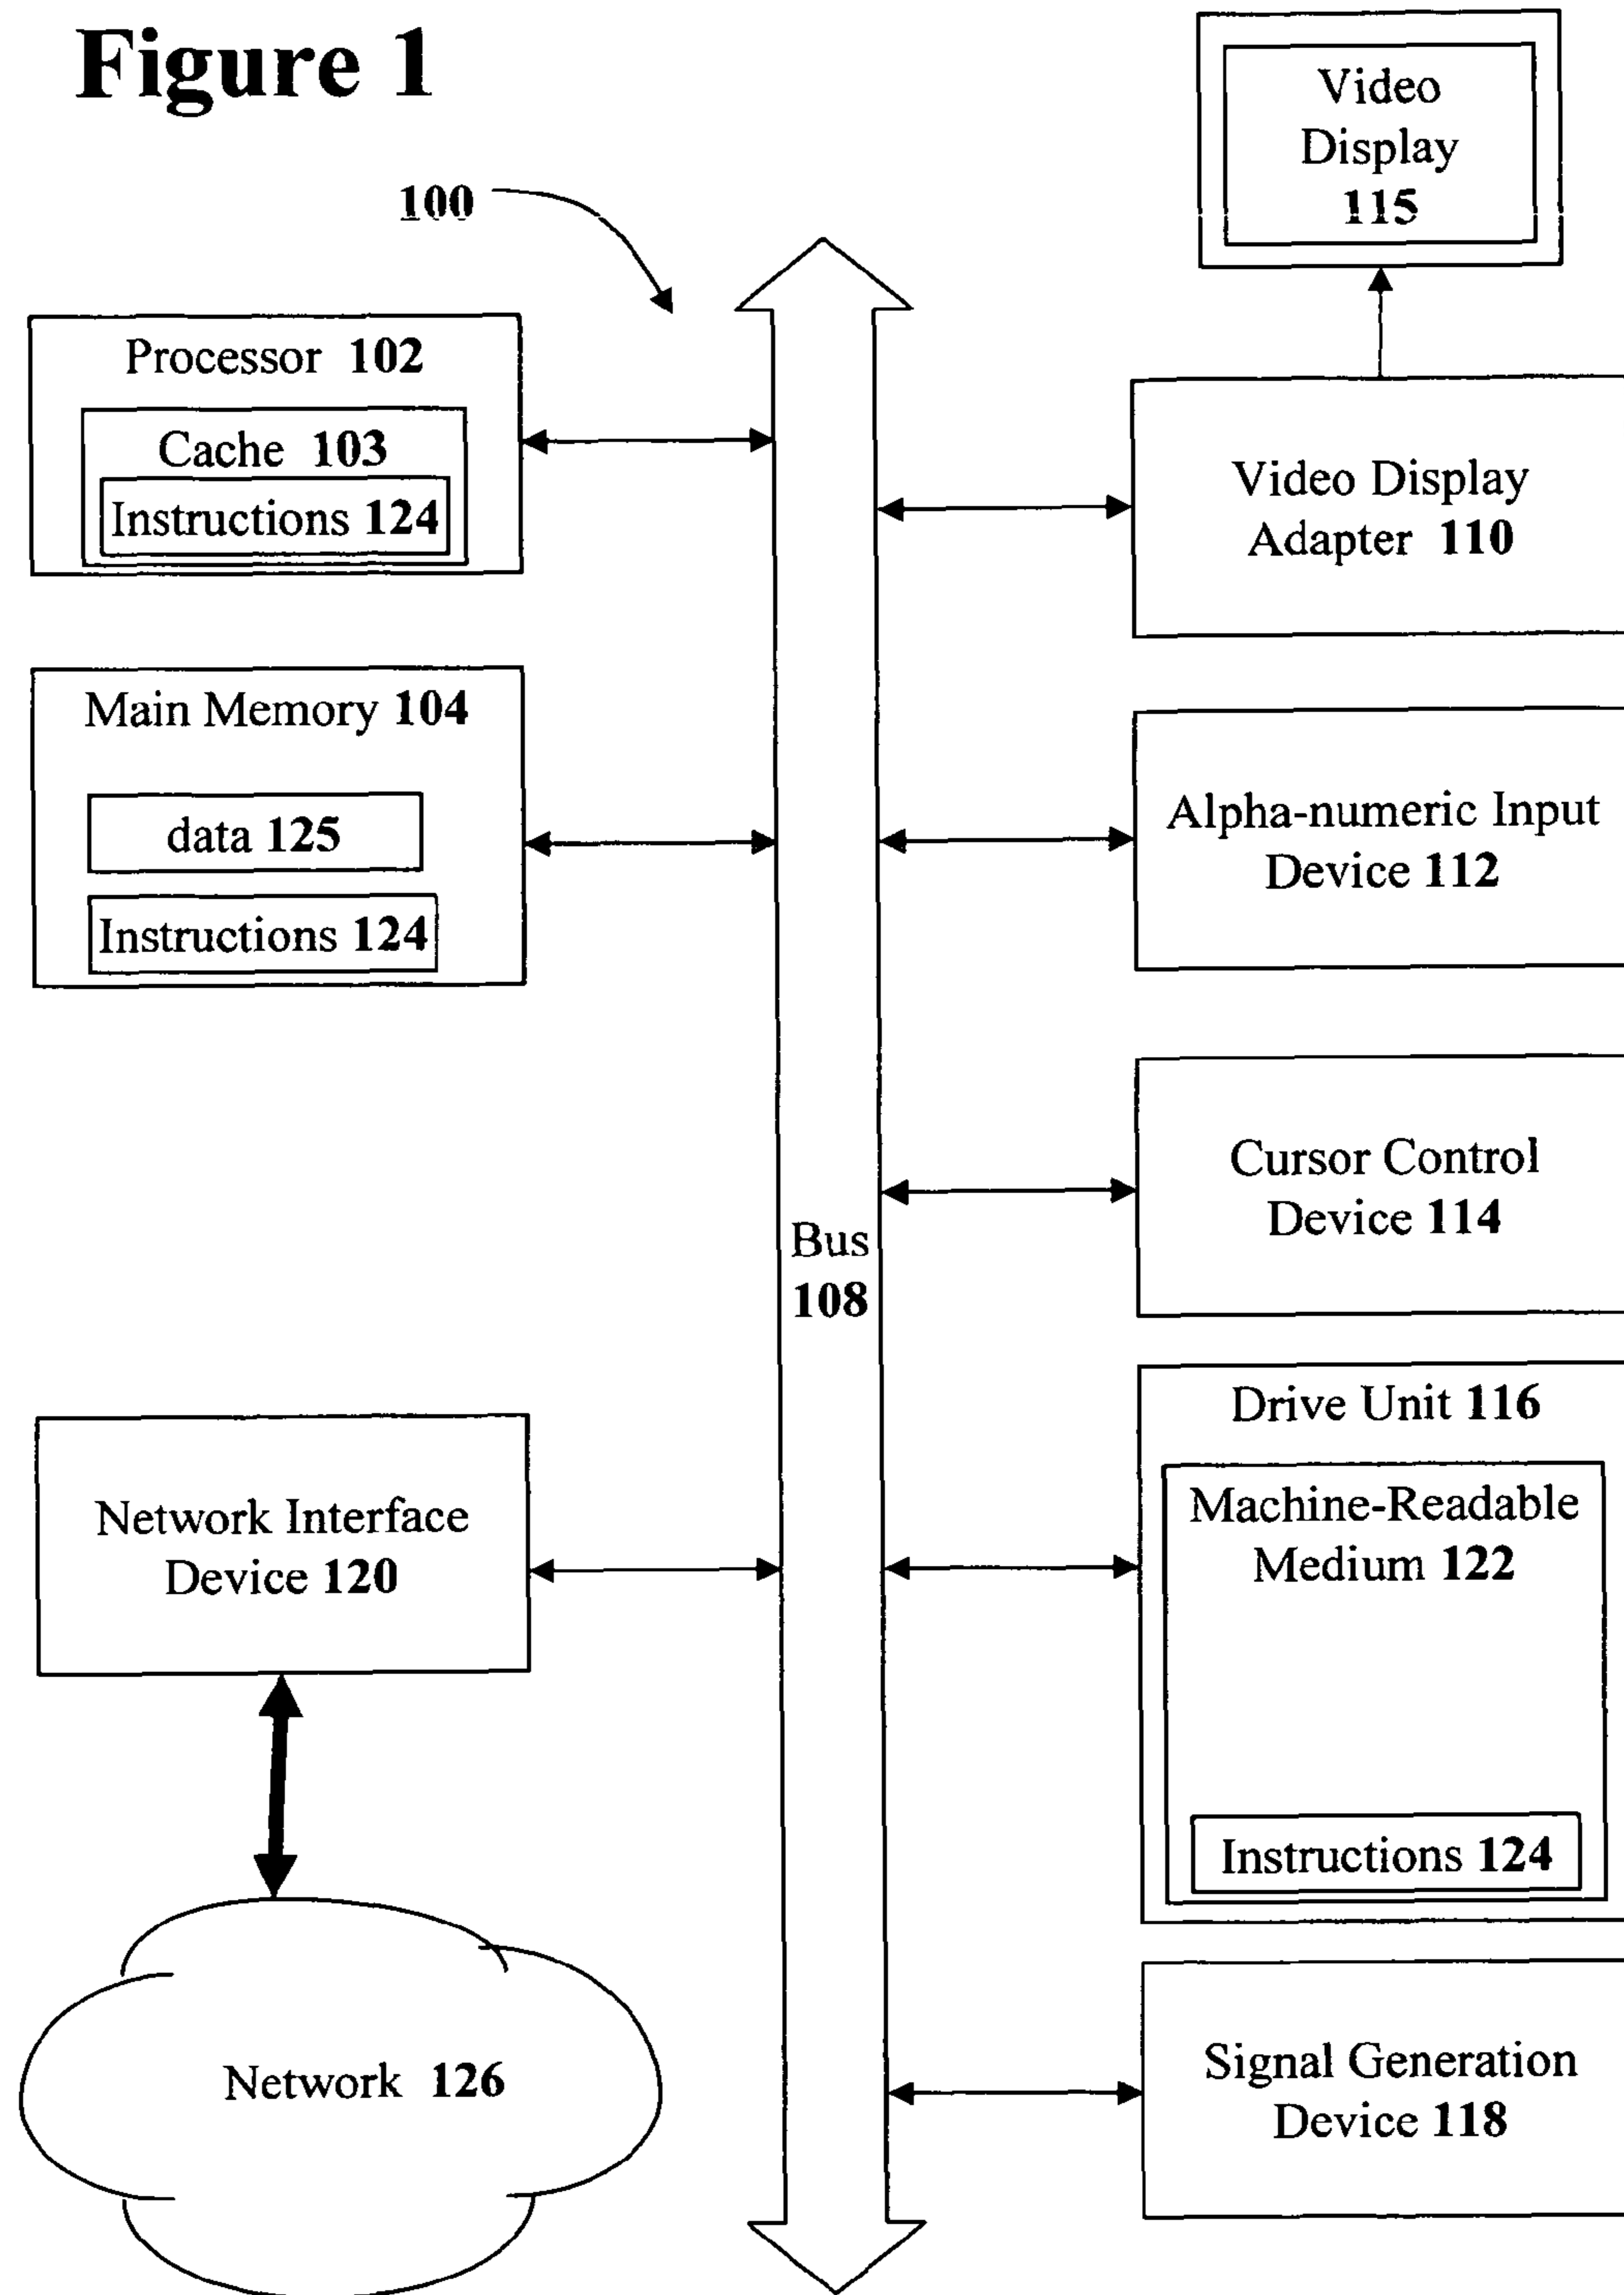 Figure 1
100
Video
Display
115
Processor 102
Cache 103
Instructions 124
Video Display
Adapter 110
Main Memory 104
data 125
Instructions 124
Alpha-numeric Input
Device 112
Cursor Control
Device 114
Bus
108
Drive Unit 116
Machine-Readable
Medium 122
Instructions 124
Network Interface
Device 120
Network 126
Signal Generation
Device 118